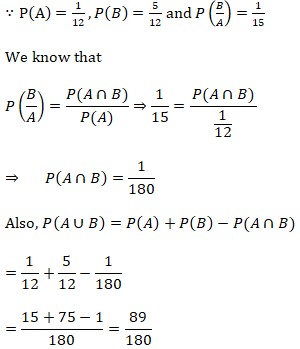 ∵ P(A) = 1/12 , P(B) = 5/12 and P(B/A) = 1/15
We know that
P(B/A) = P(A ∩ B)/P(A) ⇒ 1/15 = P(A ∩ B)/(1/12)
⇒ P(A ∩ B) = 1/180
Also, P(A ∪ B) = P(A) + P(B) − P(A ∩ B)
= 1/12 + 5/12 − 1/180
= (15 + 75 − 1)/180 = 89/180